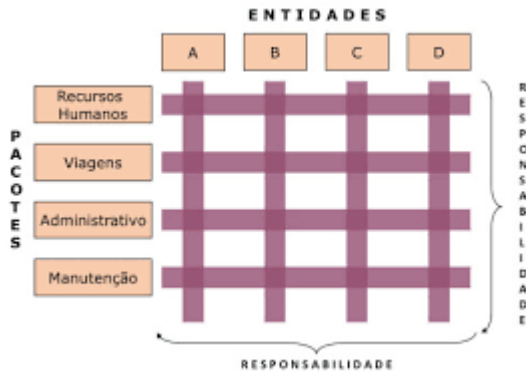 ENTIDADES
A B C D
PACOTES
Recursos
Humanos
Viagens
Administrativo
Manutenção
RESPONSABILIDADE
RESPONSABILIDADE